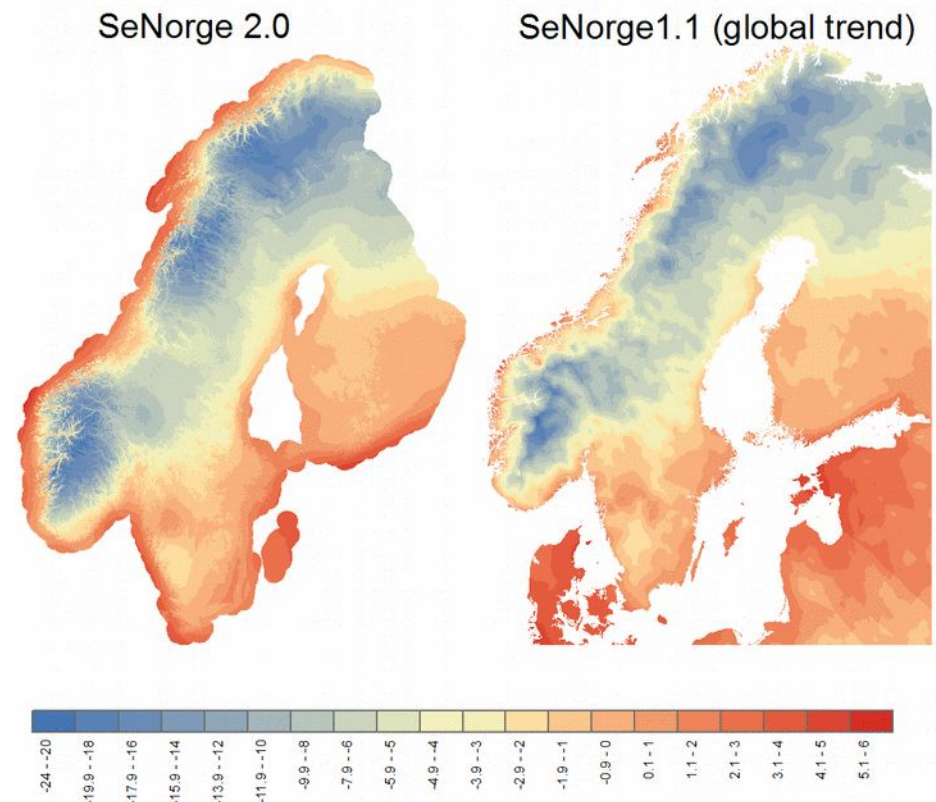 SeNorge 2.0
SeNorge1.1 (global trend)
-24 - -20
-19.9 - -18
-17.9 - -16
-15.9 - -14
-13.9 - -12
-11.9 - -10
-9.9 - -8
-7.9 - -6
-5.9 - -5
-4.9 - -4
-3.9 - -3
-2.9 - -2
-1.9 - -1
-0.9 - 0
0.1 - 1
1.1 - 2
2.1 - 3
3.1 - 4
4.1 - 5
5.1 - 6